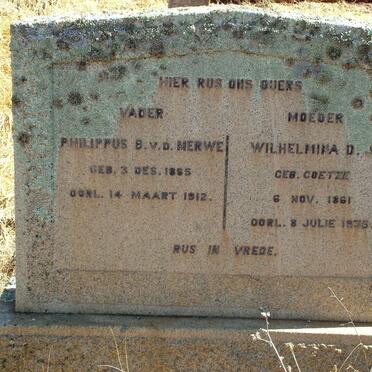 HIER RUS ONS OUERS
VADER
PHILIPPUS B.V.D. MERWE
GEB. 3 DES. 1865
OORL. 14 MAART 1912.
MOEDER
WILHELMINA D.
GEB. COETZE
6 NOV. 1861
OORL. 8 JULIE
RUS IN VREDE.